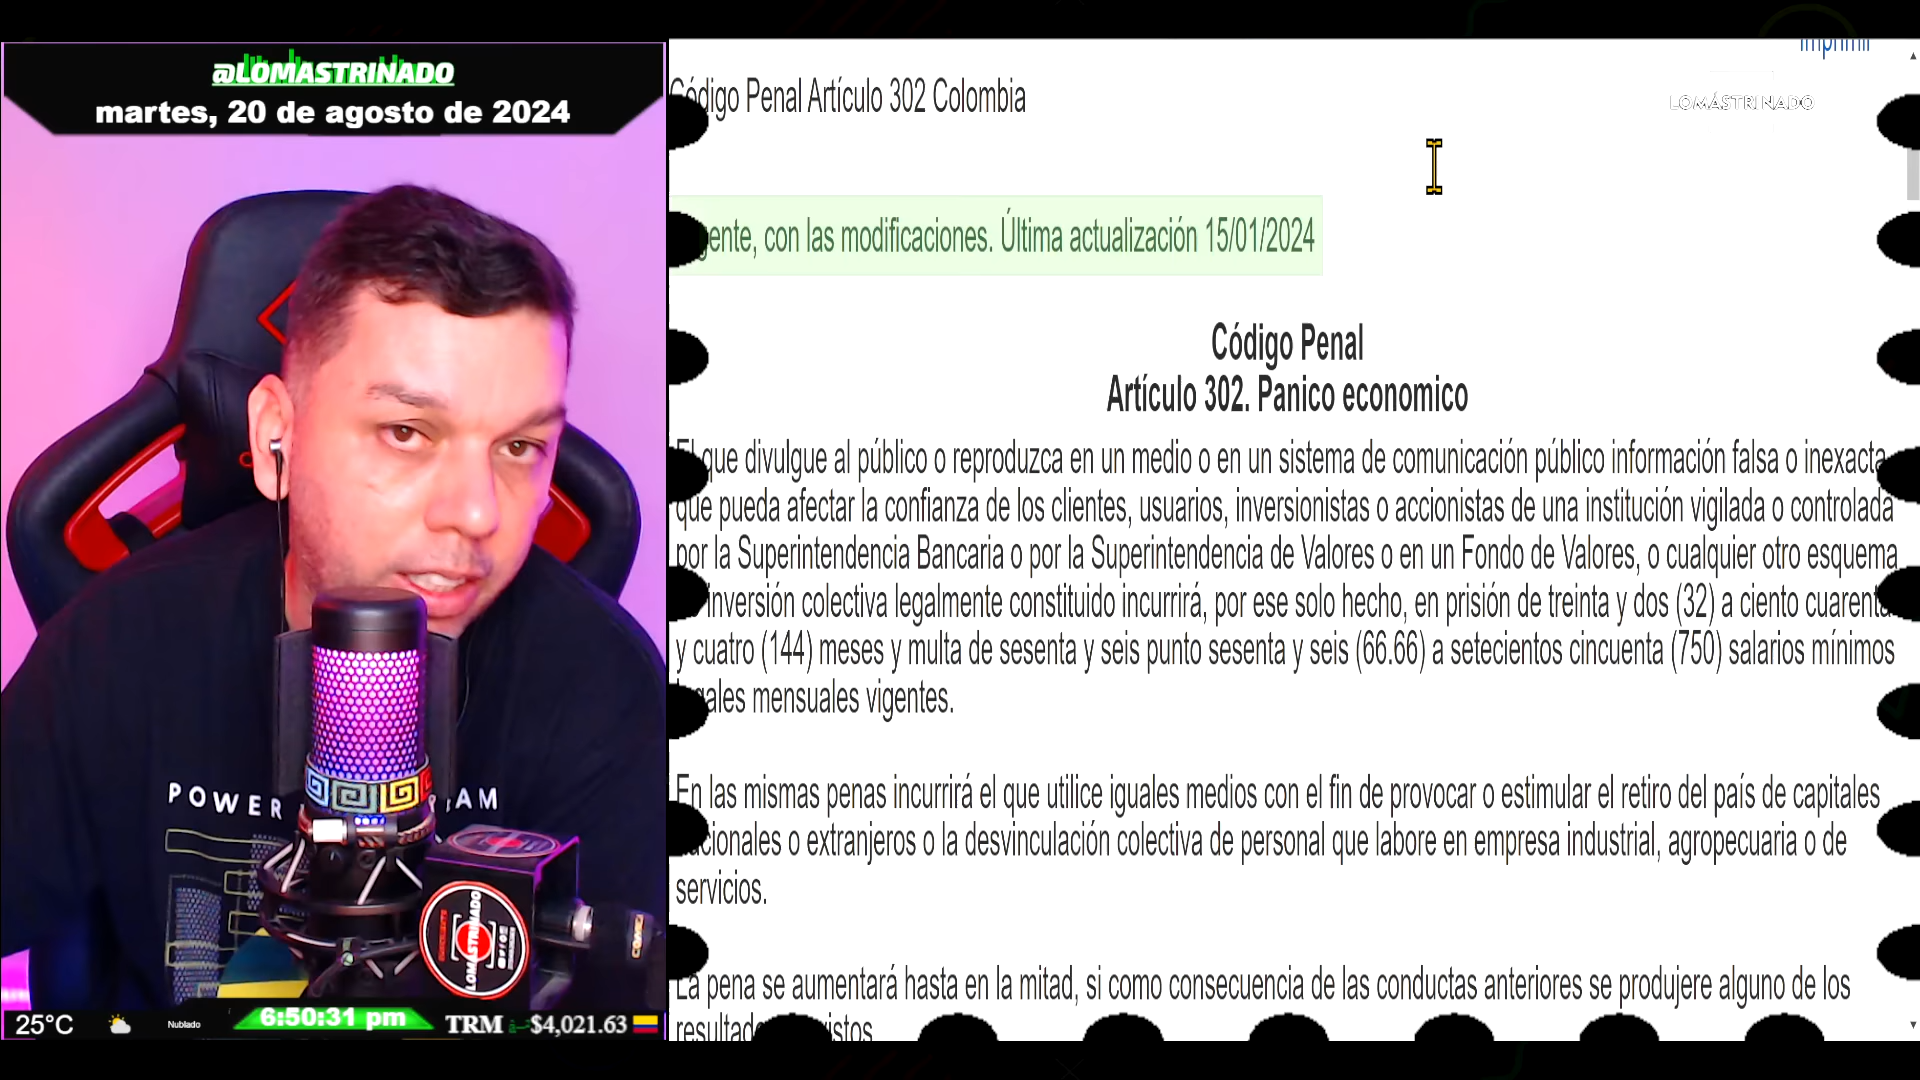 @LOMASTRINADO
martes, 20 de agosto de 2024
Imprimir
LOMÁSTRINADO
Código Penal Artículo 302 Colombia
gente, con las modificaciones. Última actualización 15/01/2024
Código Penal
Artículo 302. Panico economico
El que divulgue al público o reproduzca en un medio o en un sistema de comunicación público información falsa o inexacta
que pueda afectar la confianza de los clientes, usuarios, inversionistas o accionistas de una institución vigilada o controlada
por la Superintendencia Bancaria o por la Superintendencia de Valores o en un Fondo de Valores, o cualquier otro esquema
inversión colectiva legalmente constituido incurrirá, por ese solo hecho, en prisión de treinta y dos (32) a ciento cuarenta
y cuatro (144) meses y multa de sesenta y seis punto sesenta y seis (66.66) a setecientos cincuenta (750) salarios mínimos
legales mensuales vigentes.
En las mismas penas incurrirá el que utilice iguales medios con el fin de provocar o estimular el retiro del país de capitales
nacionales o extranjeros o la desvinculación colectiva de personal que labore en empresa industrial, agropecuaria o de
servicios.
La pena se aumentará hasta en la mitad, si como consecuencia de las conductas anteriores se produjere alguno de los
resultad istos
POWER
LOMASTRINADO
25°C
Nublado
6:50:31 pm
TRM
$4,021.63